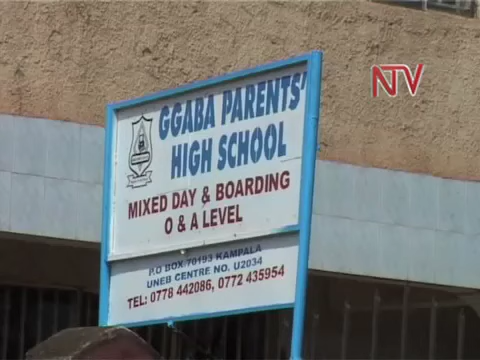 NTV
GGABA PARENTS'
HIGH SCHOOL
MIXED DAY & BOARDING
O & A LEVEL
P.O BOX 70193 KAMPALA
UNEB CENTRE NO. U2034
TEL: 0778 442086, 0772 435954